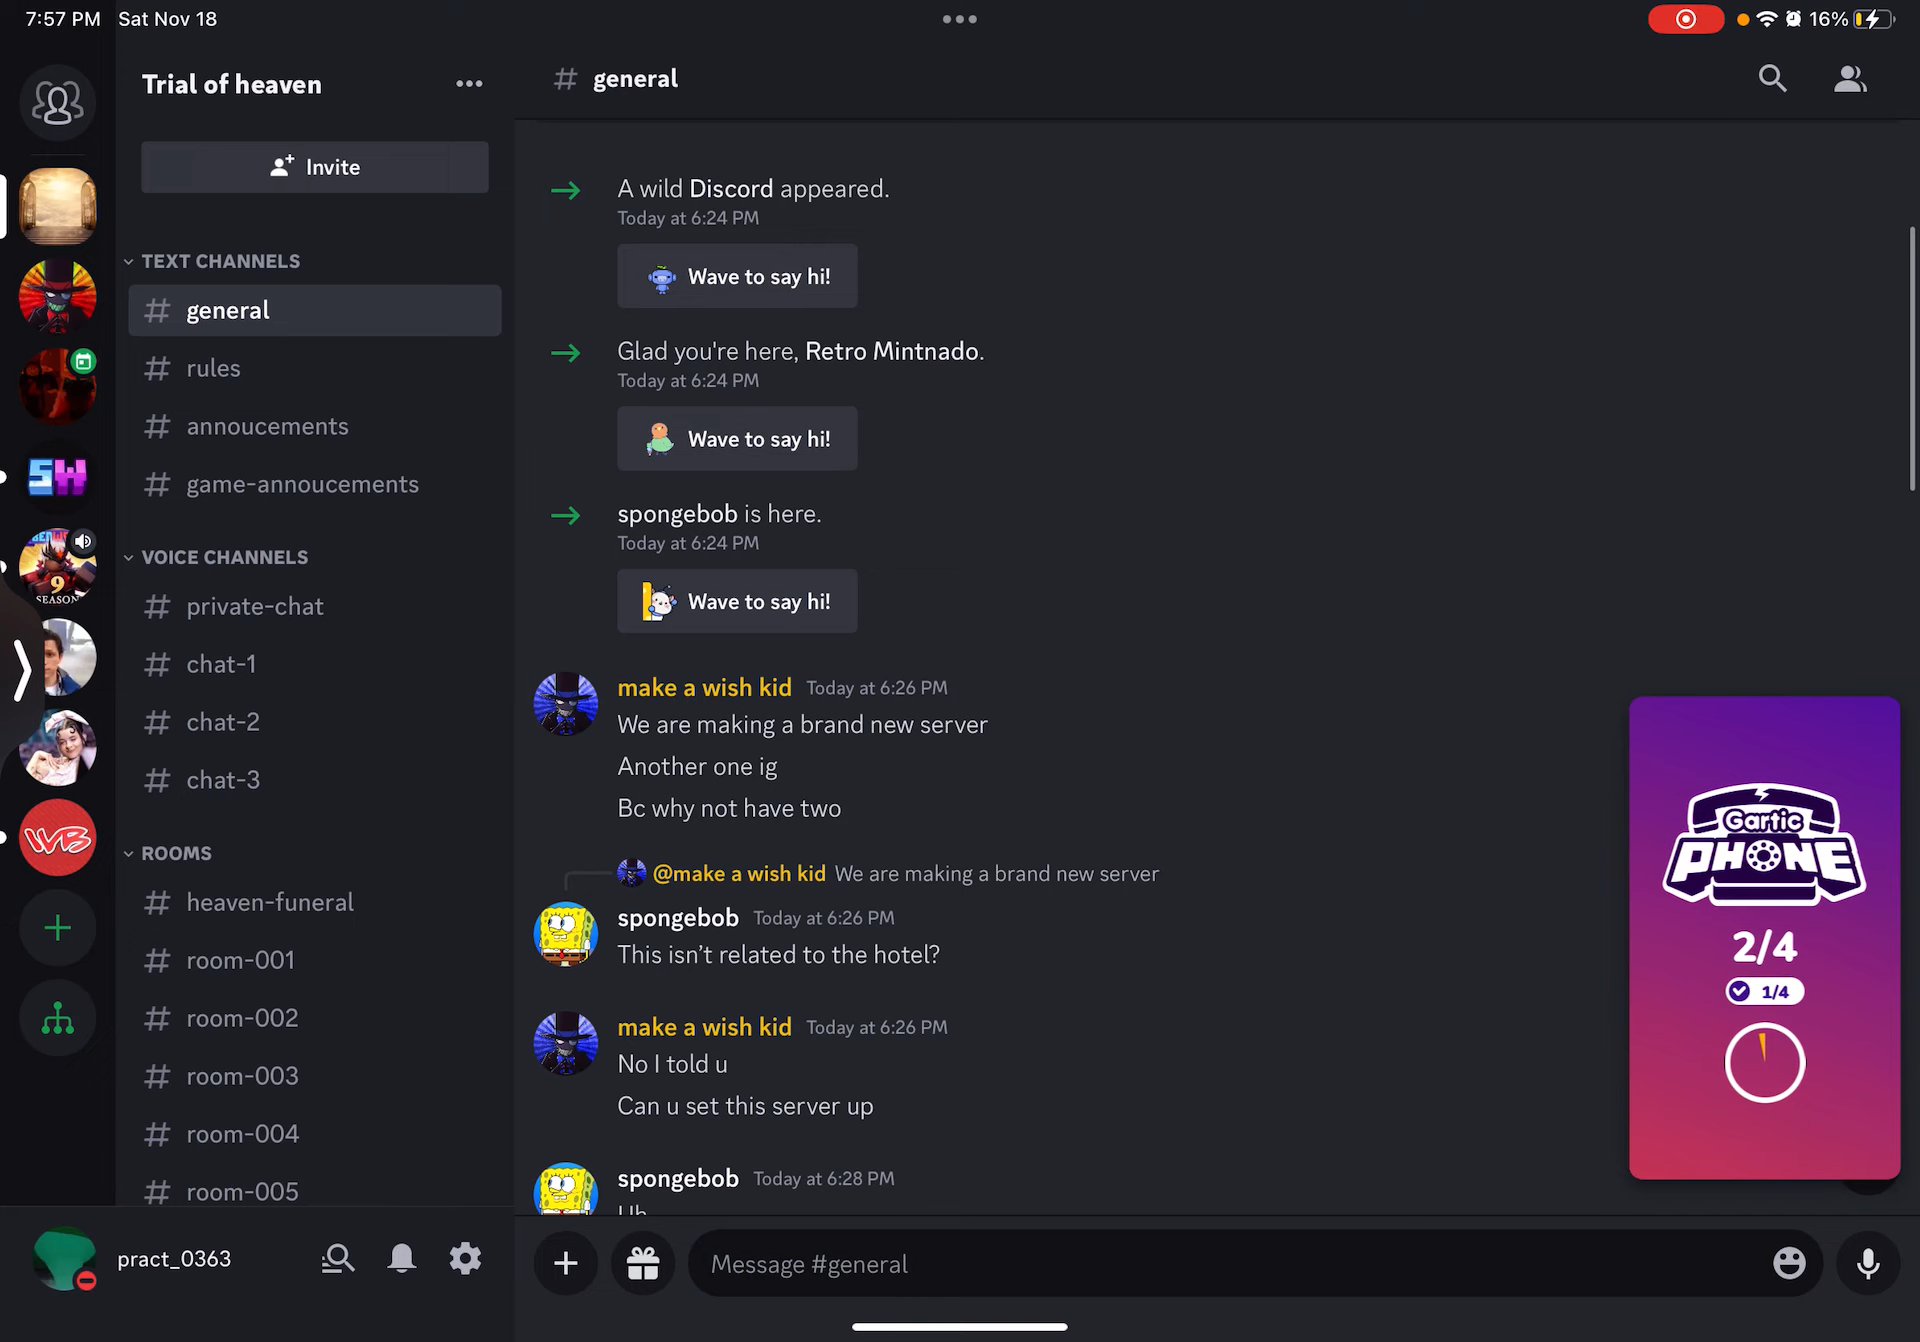 7:57 PM Sat Nov 18
16%
Trial of heaven
Invite
TEXT CHANNELS
general
rules
annoucements
game-annoucements
VOICE CHANNELS
private-chat
chat-1
chat-2
chat-3
ROOMS
heaven-funeral
room-001
room-002
room-003
room-004
room-005
pract_0363
SW
9
SEASON
WB
general
A wild Discord appeared.
Today at 6:24 PM
Wave to say hi!
Glad you're here, Retro Mintnado.
Today at 6:24 PM
Wave to say hi!
spongebob is here.
Today at 6:24 PM
Wave to say hi!
make a wish kid Today at 6:26 PM
We are making a brand new server
Another one ig
Bc why not have two
@make a wish kid We are making a brand new server
spongebob Today at 6:26 PM
This isn’t related to the hotel?
make a wish kid Today at 6:26 PM
No I told u
Can u set this server up
spongebob Today at 6:28 PM
Uh
Message #general
Gartic
PHONE
2/4
1/4